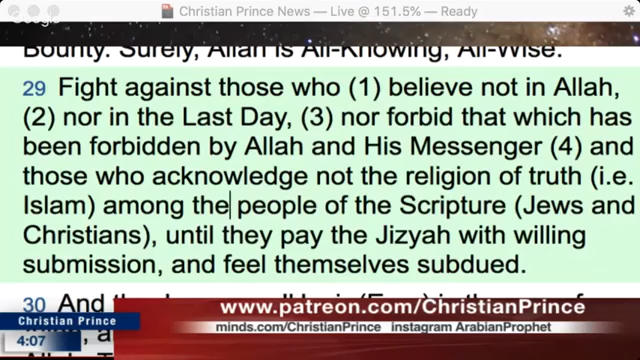 Christian Prince News — Live @ 151.5% — Ready
Google
Bounty. Surely, Allah is All-Knowing, All-Wise.
29 Fight against those who (1) believe not in Allah,
(2) nor in the Last Day, (3) nor forbid that which has
been forbidden by Allah and His Messenger (4) and
those who acknowledge not the religion of truth (i.e.
Islam) among the people of the Scripture (Jews and
Christians), until they pay the Jizyah with willing
submission, and feel themselves subdued.
30 And the
www.patreon.com/ChristianPrince
Christian Prince
minds.com/ChristianPrince instagram ArabianProphet
4:07